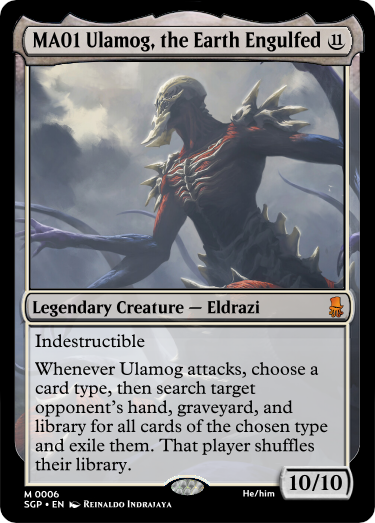 MA01 Ulamog, the Earth Engulfed 11
Legendary Creature — Eldrazi
Indestructible
Whenever Ulamog attacks, choose a
card type, then search target
opponent's hand, graveyard, and
library for all cards of the chosen type
and exile them. That player shuffles
their library.
10/10
M 0006
He/him
SGP • EN Reinaldo Indrajaya